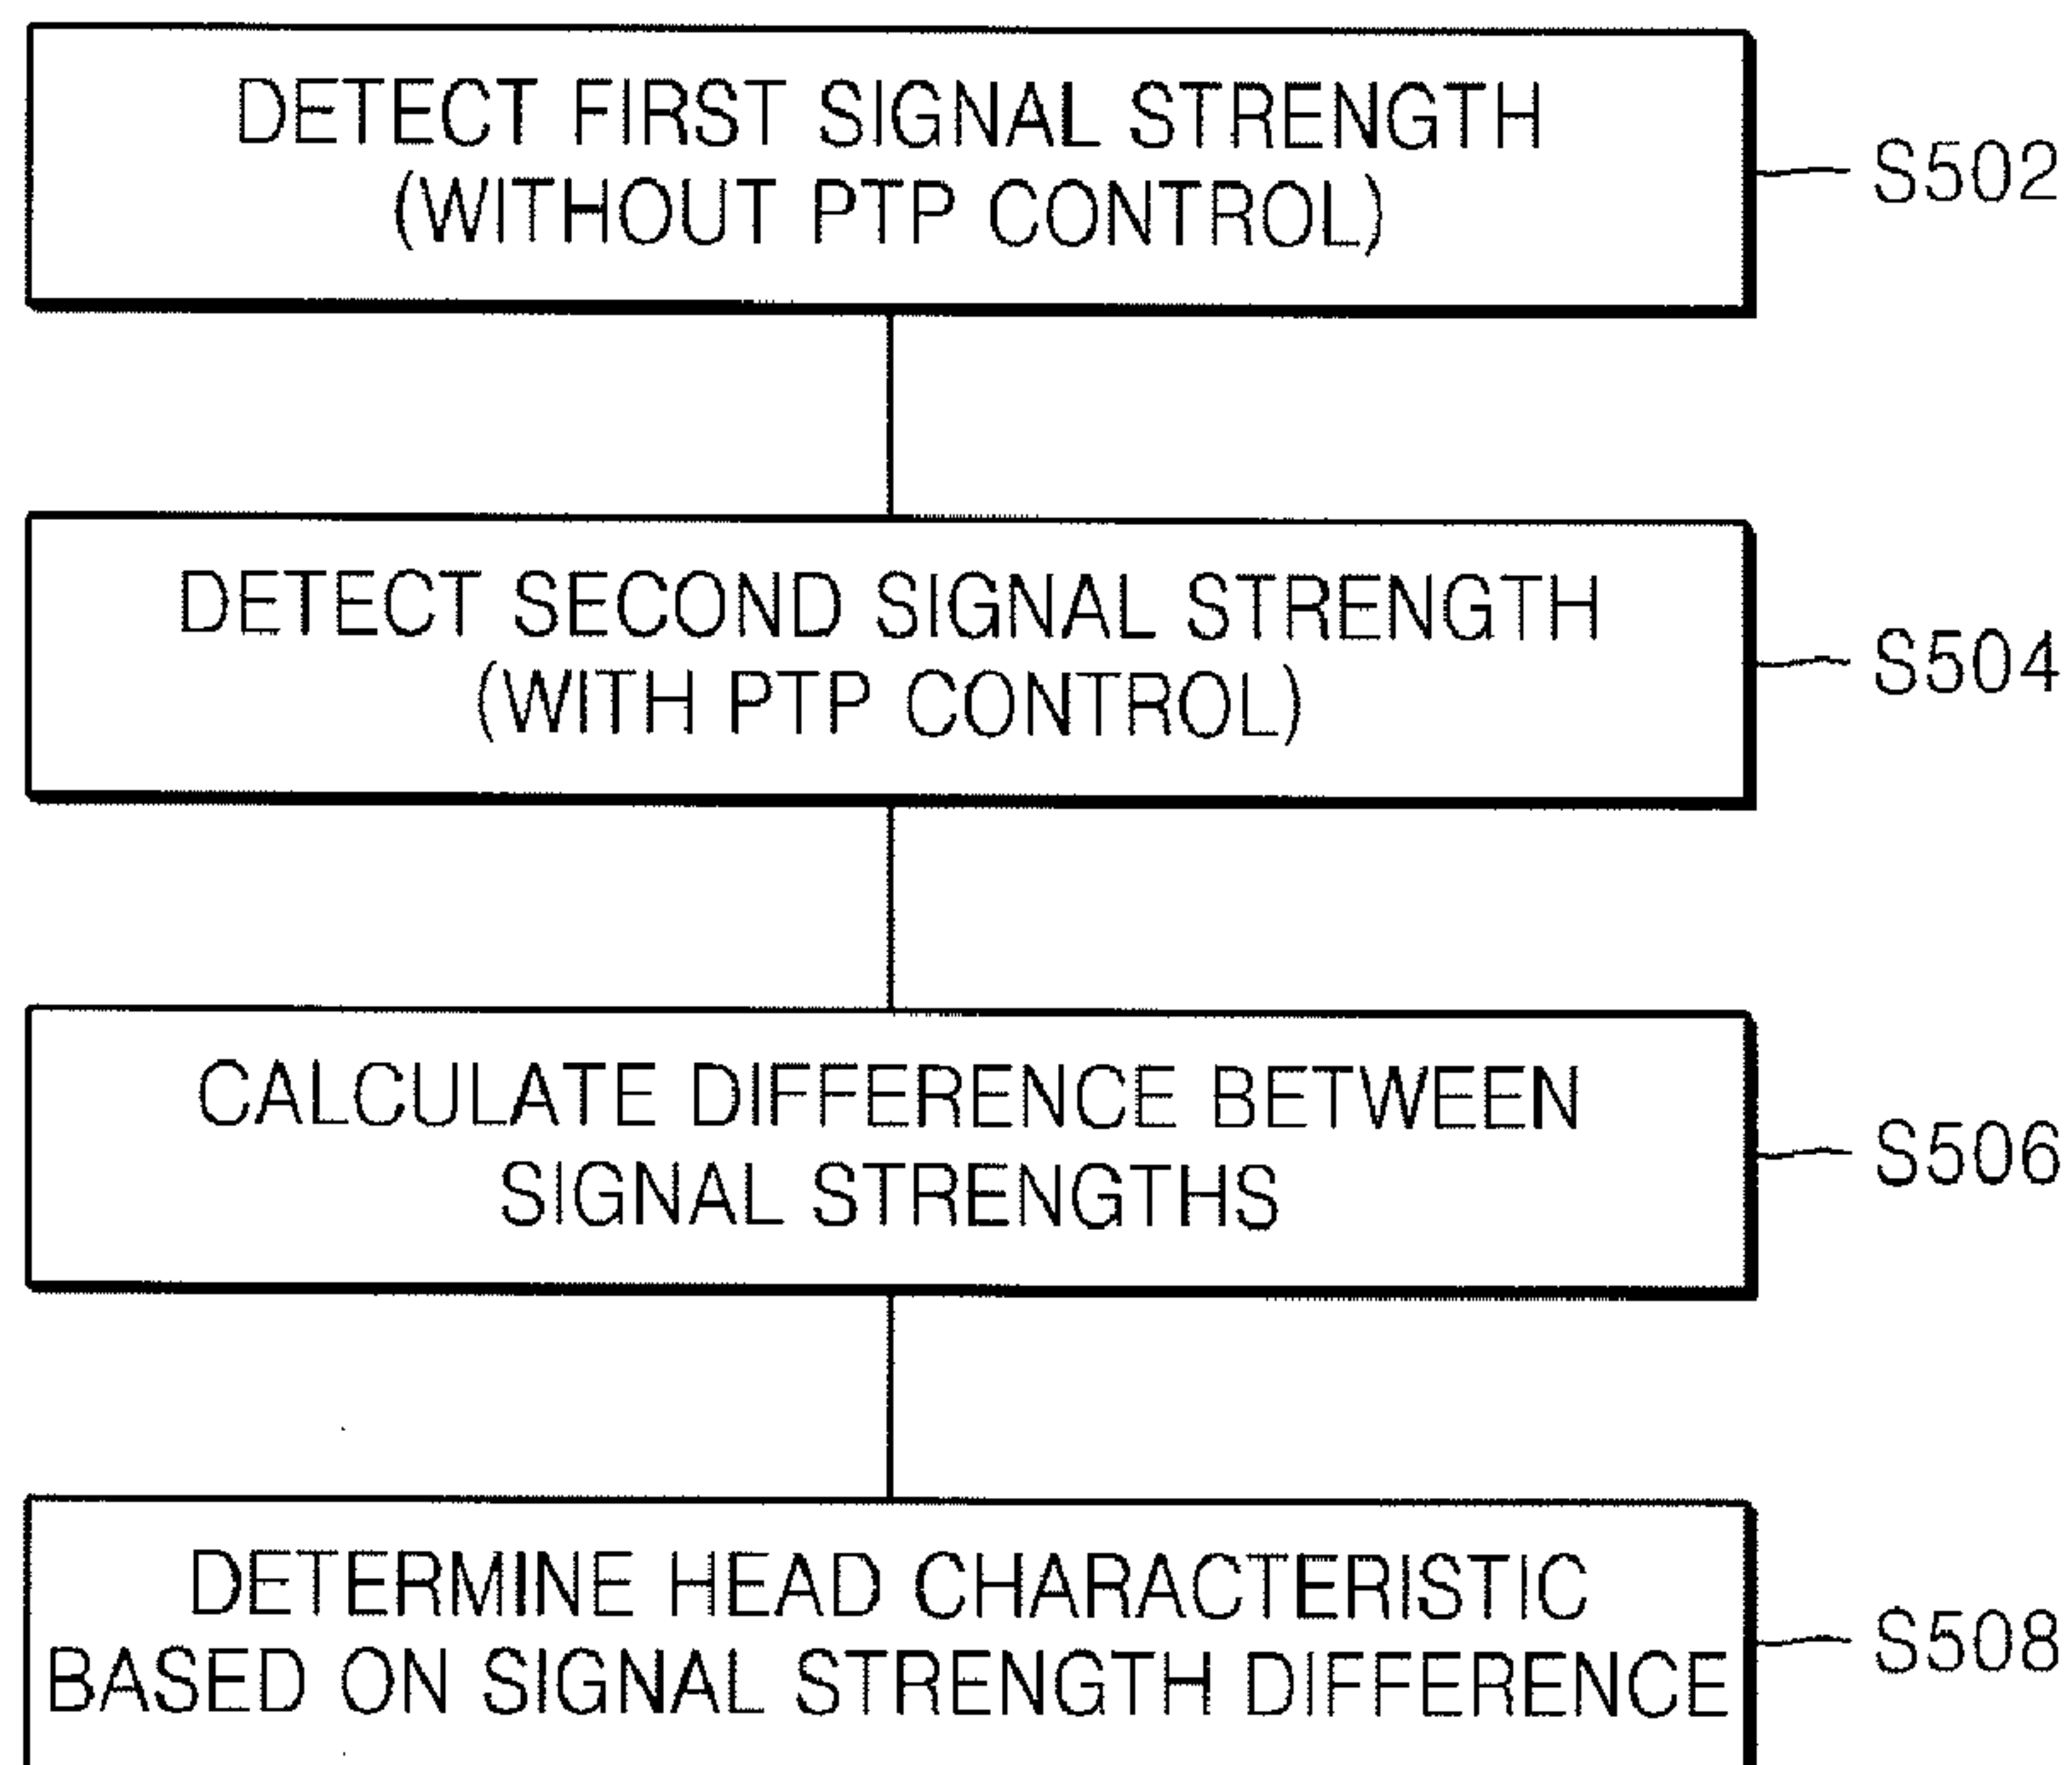 DETECT FIRST SIGNAL STRENGTH
(WITHOUT PTP CONTROL)
S502
DETECT SECOND SIGNAL STRENGTH
(WITH PTP CONTROL)
S504
CALCULATE DIFFERENCE BETWEEN
SIGNAL STRENGTHS
S506
DETERMINE HEAD CHARACTERISTIC
BASED ON SIGNAL STRENGTH DIFFERENCE
S508